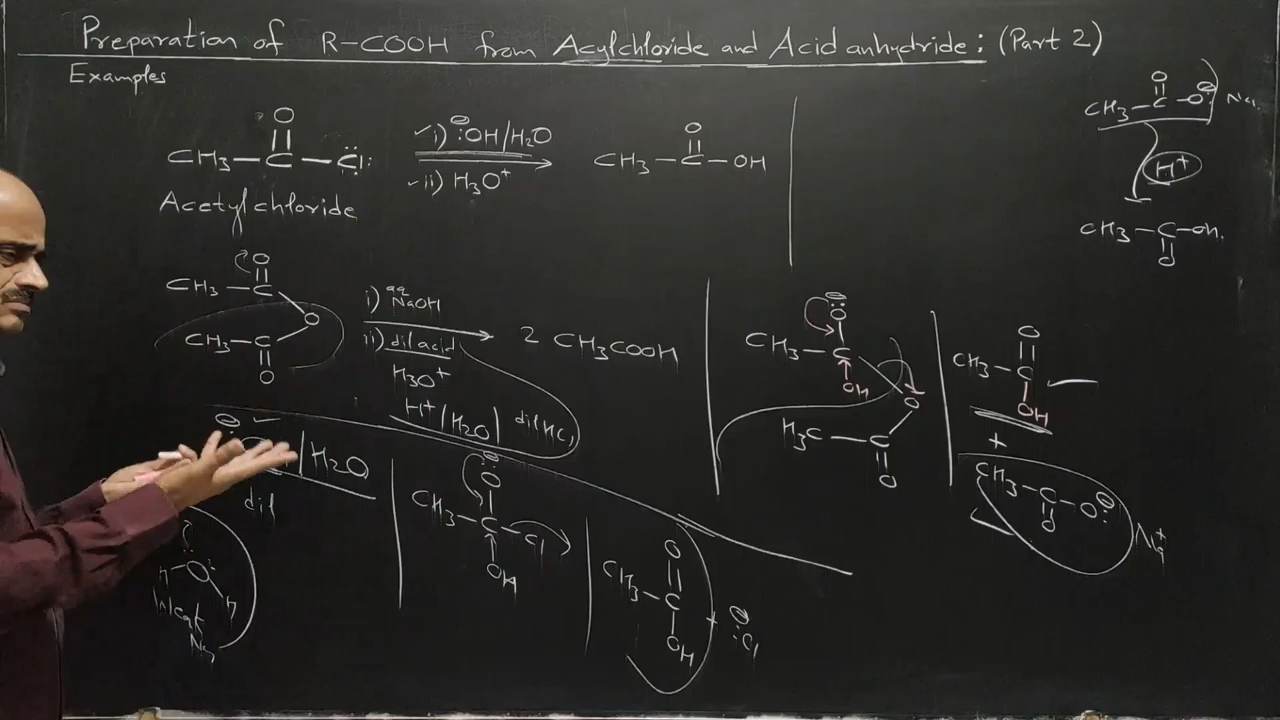 Preparation of R-COOH from Acylchloride and Acid anhydride: (Part 2)
Examples
O
CH3-C-Cl:
i) ⊖:OH/H2O
ii) H3O+
O
CH3-C-OH
Acetylchloride
O
CH3-C-O⊖ Na
H+
CH3-C-OH
O
O
CH3-C
O
CH3-C
O
i) aq NaOH
ii) dil acid
H3O+
H+/H2O dil HCl
2 CH3COOH
⊖
O
CH3-C
OH
O
H3C-C
O
O
CH3-C
OH
+
CH3-C-O⊖
O
Na+
⊖
/H2O
dil
H-O
H
Neat
⊖
O
CH3-C-Cl
OH
O
CH3-C
OH
+ ⊖:Cl